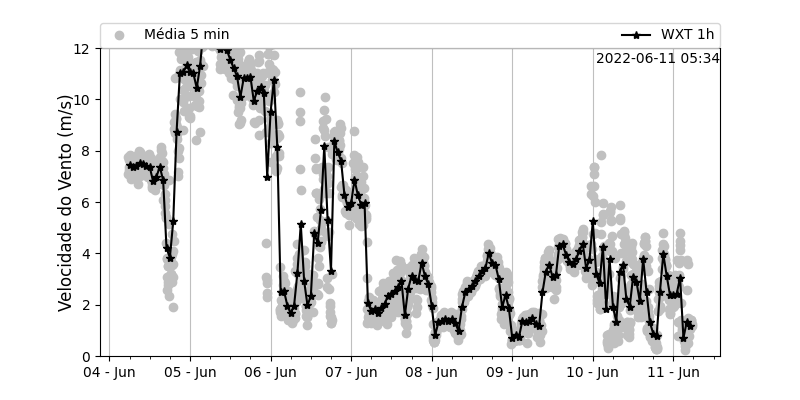 Média 5 min
WXT 1h
2022-06-11 05:34
Velocidade do Vento (m/s)
12
10
8
6
4
2
0
04 - Jun
05 - Jun
06 - Jun
07 - Jun
08 - Jun
09 - Jun
10 - Jun
11 - Jun